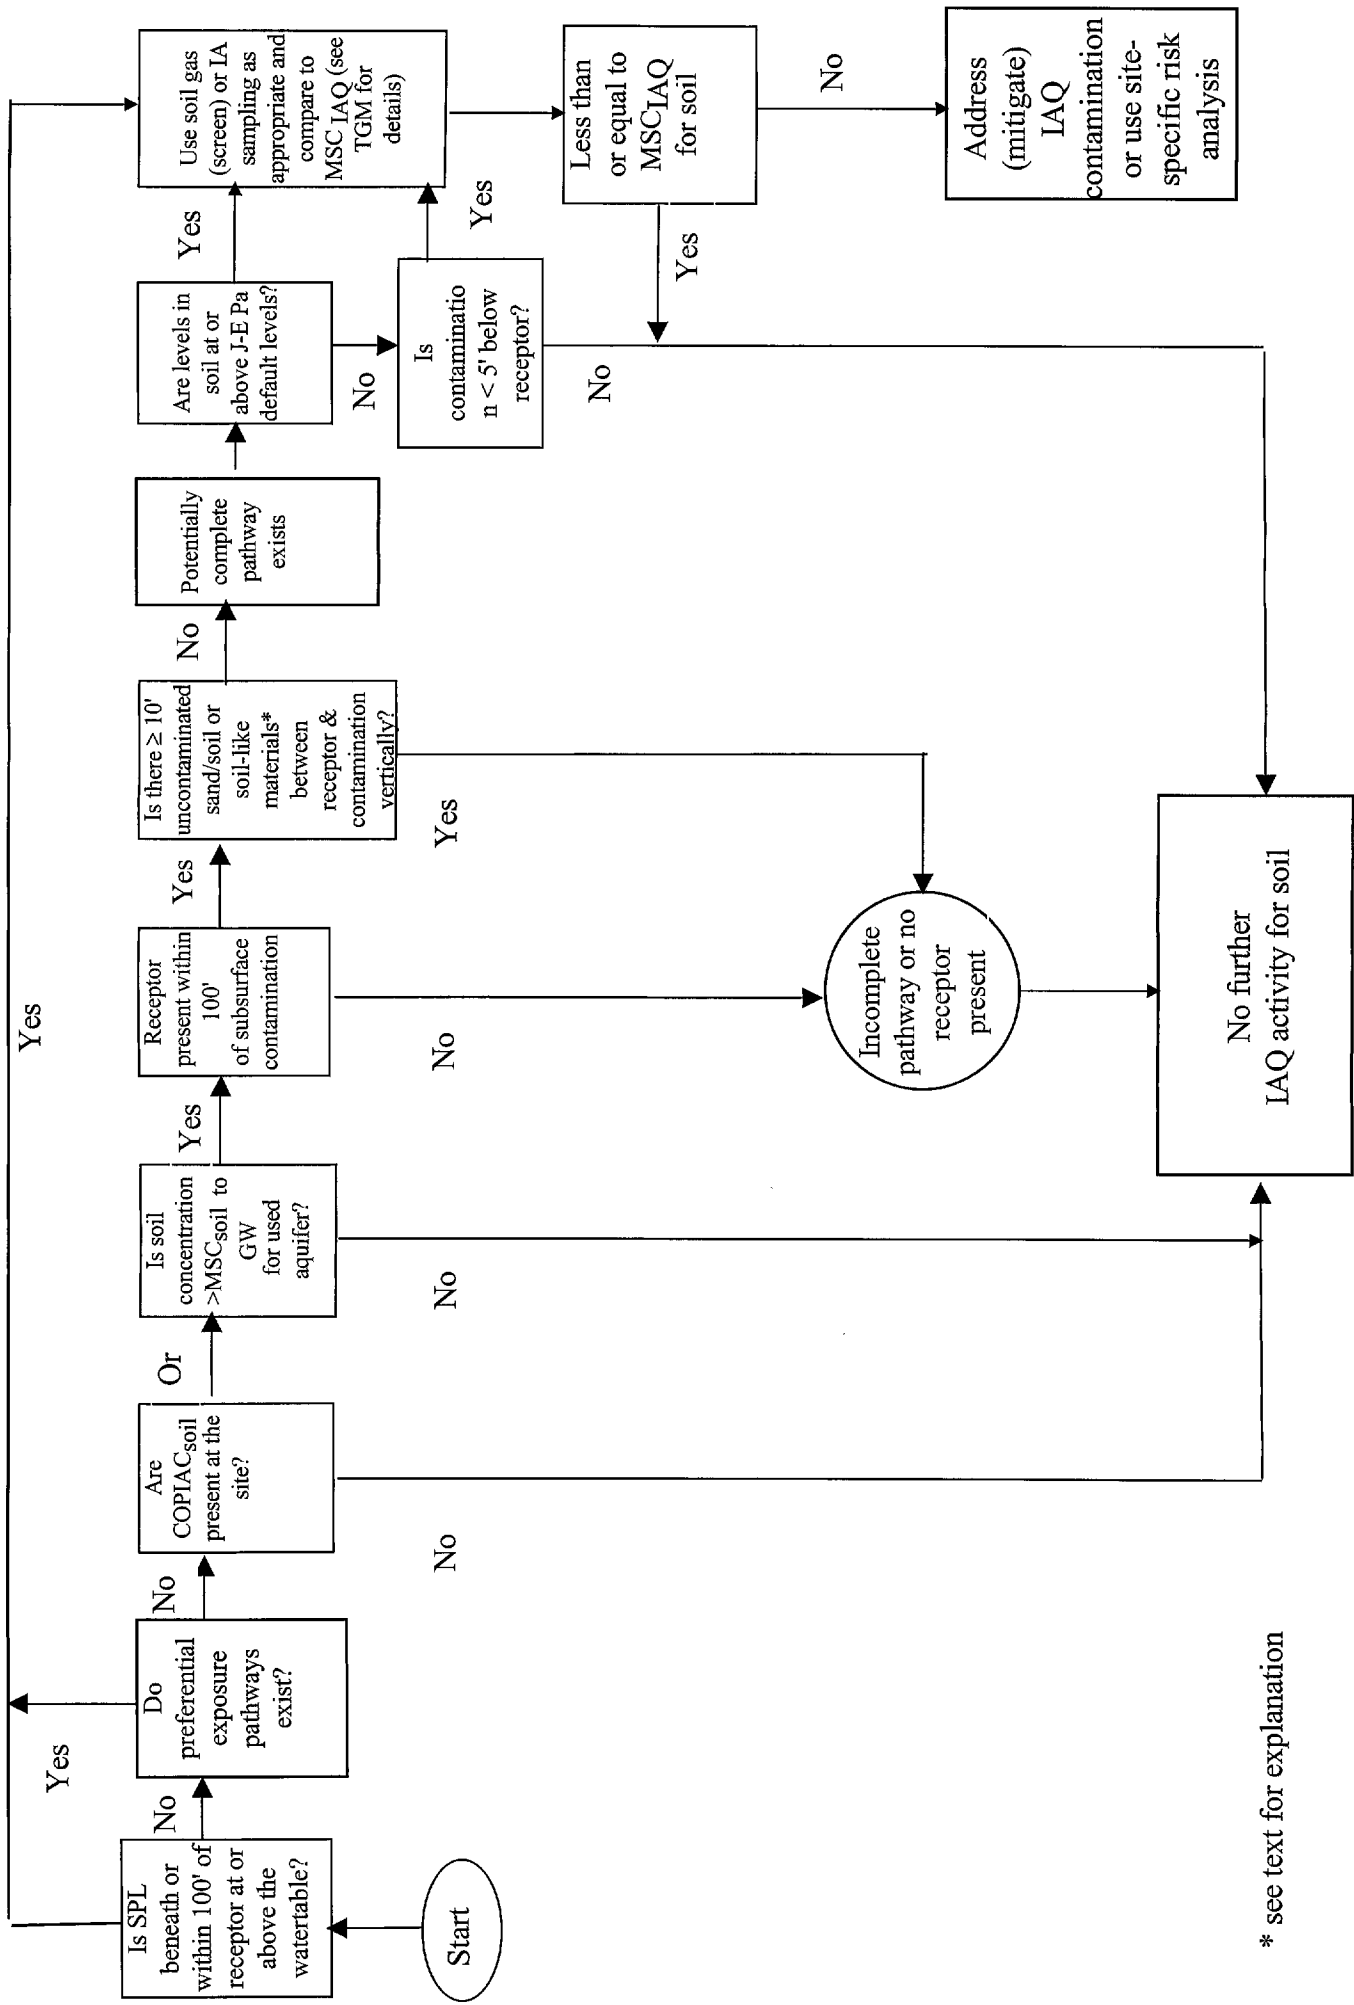 Yes
Is SPL
beneath or
within 100' of
receptor at or
above the
watertable?
Start
No
Yes
Do
preferential
exposure
pathways
exist?
No
Are
COPIACsoil
present at the
site?
No
Or
Is soil
concentration
>MSCsoil to
GW
for used
aquifer?
No
Yes
Receptor
present within
100'
of subsurface
contamination
No
Yes
Is there ≥ 10'
uncontaminated
sand/soil or
soil-like
materials*
between
receptor &
contamination
vertically?
Yes
No
Potentially
complete
pathway
exists
Are levels in
soil at or
above J-E Pa
default levels?
Yes
No
Is
contaminatio
n < 5' below
receptor?
Yes
No
Use soil gas
(screen) or IA
sampling as
appropriate and
compare to
MSC IAQ (see
TGM for
details)
Less than
or equal to
MSCIAQ
for soil
Yes
No
Address
(mitigate)
IAQ
contamination
or use site-
specific risk
analysis
Incomplete
pathway or no
receptor
present
No further
IAQ activity for soil
* see text for explanation